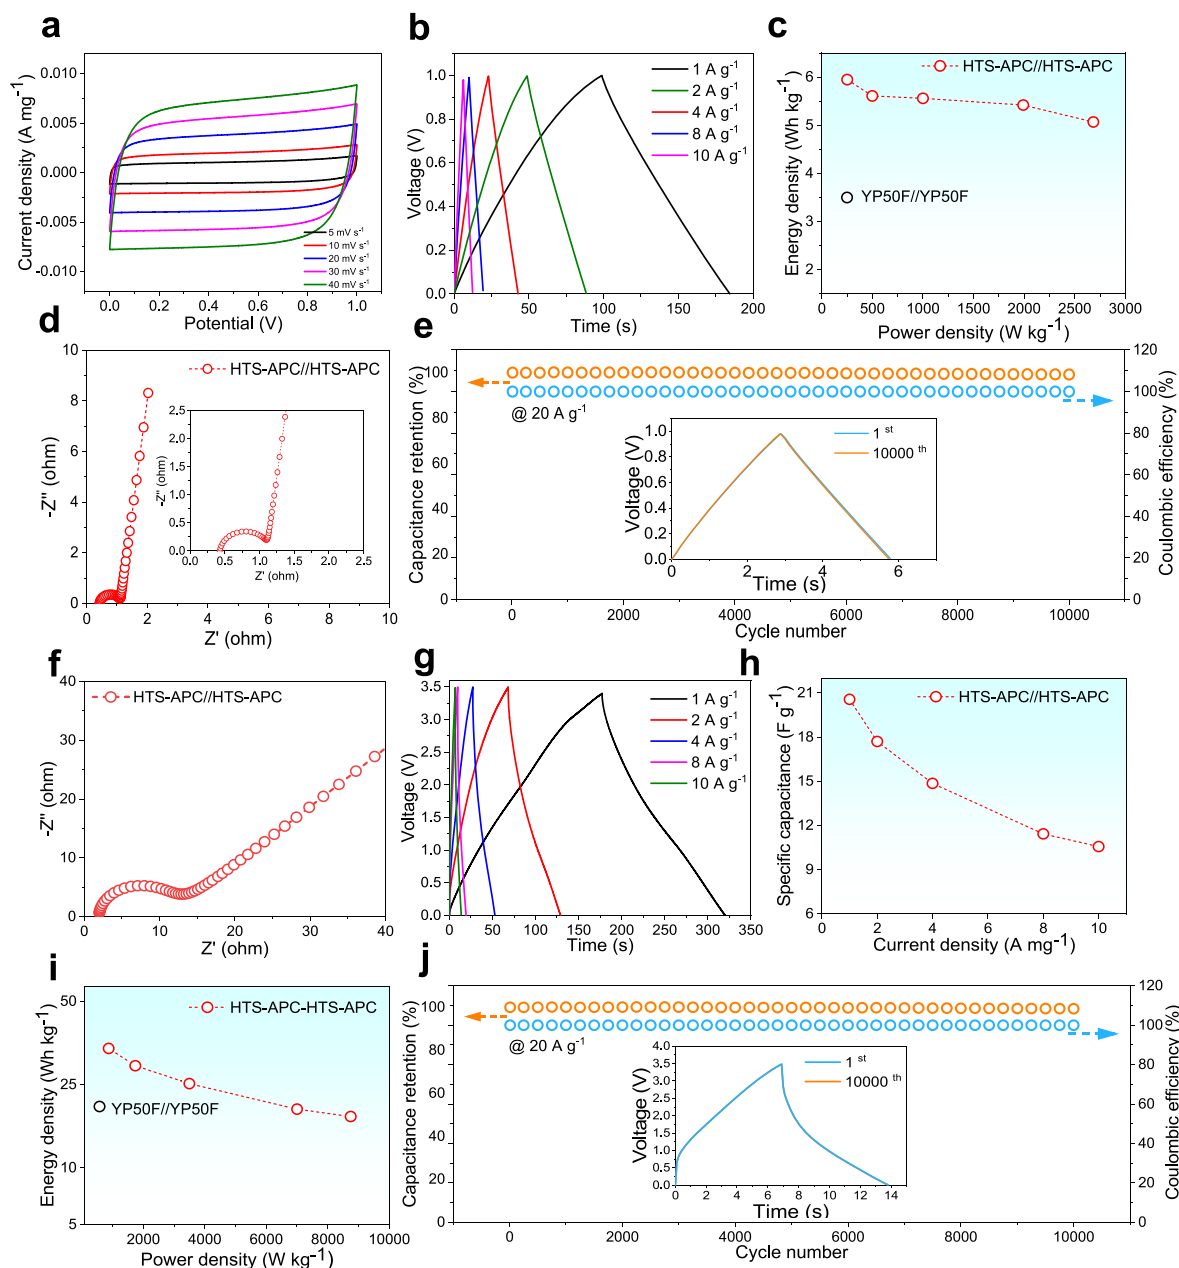 a
0.010
0.005
0.000
-0.005
-0.010
Current density (A mg-1)
0.0 0.2 0.4 0.6 0.8 1.0
Potential (V)
5 mV s-1
10 mV s-1
20 mV s-1
30 mV s-1
40 mV s-1
b
1.0
0.8
0.6
0.4
0.2
0.0
Voltage (V)
0 50 100 150 200
Time (s)
1 A g-1
2 A g-1
4 A g-1
8 A g-1
10 A g-1
c
6
5
4
3
2
Energy density (Wh kg-1)
0 500 1000 1500 2000 2500 3000
Power density (W kg-1)
HTS-APC//HTS-APC
YP50F//YP50F
d
10
8
6
4
2
0
-Z" (ohm)
0 2 4 6 8 10
Z' (ohm)
HTS-APC//HTS-APC
2.5
2.0
1.5
1.0
0.5
0.0
-Z" (ohm)
0.0 0.5 1.0 1.5 2.0 2.5
Z' (ohm)
e
100
80
60
40
20
0
Capacitance retention (%)
0 2000 4000 6000 8000 10000
Cycle number
120
100
80
60
40
20
0
Coulombic efficiency (%)
@ 20 A g-1
1.0
0.8
0.6
0.4
0.2
0.0
Voltage (V)
0 2 4 6
Time (s)
1 st
10000 th
f
40
30
20
10
0
-Z" (ohm)
0 10 20 30 40
Z' (ohm)
HTS-APC//HTS-APC
g
3.5
3.0
2.5
2.0
1.5
1.0
0.5
0.0
Voltage (V)
0 50 100 150 200 250 300 350
Time (s)
1 A g-1
2 A g-1
4 A g-1
8 A g-1
10 A g-1
h
21
18
15
12
9
6
Specific capacitance (F g-1)
0 2 4 6 8 10
Current density (A mg-1)
HTS-APC//HTS-APC
i
50
25
10
5
Energy density (Wh kg-1)
2000 4000 6000 8000 10000
Power density (W kg-1)
HTS-APC-HTS-APC
YP50F//YP50F
j
100
80
60
40
20
0
Capacitance retention (%)
0 2000 4000 6000 8000 10000
Cycle number
120
100
80
60
40
20
0
Coulombic efficiency (%)
@ 20 A g-1
4.0
3.5
3.0
2.5
2.0
1.5
1.0
0.5
0.0
Voltage (V)
0 2 4 6 8 10 12 14
Time (s)
1 st
10000 th